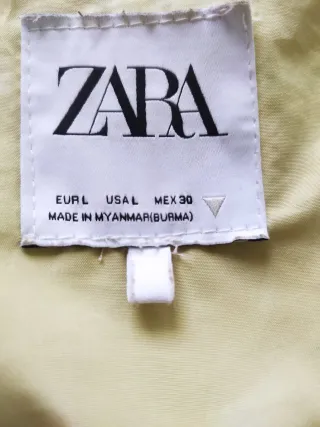 ZARA
EUR L USA L MEX 30
MADE IN MYANMAR(BURMA)